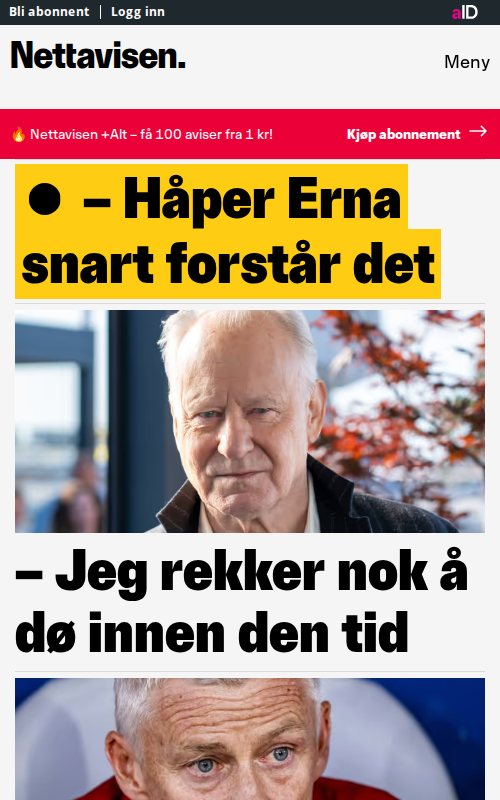 Bli abonnent | Logg inn
aID
Nettavisen.
Meny
🔥 Nettavisen +Alt – få 100 aviser fra 1 kr!
Kjøp abonnement →
● – Håper Erna
snart forstår det
– Jeg rekker nok å
dø innen den tid